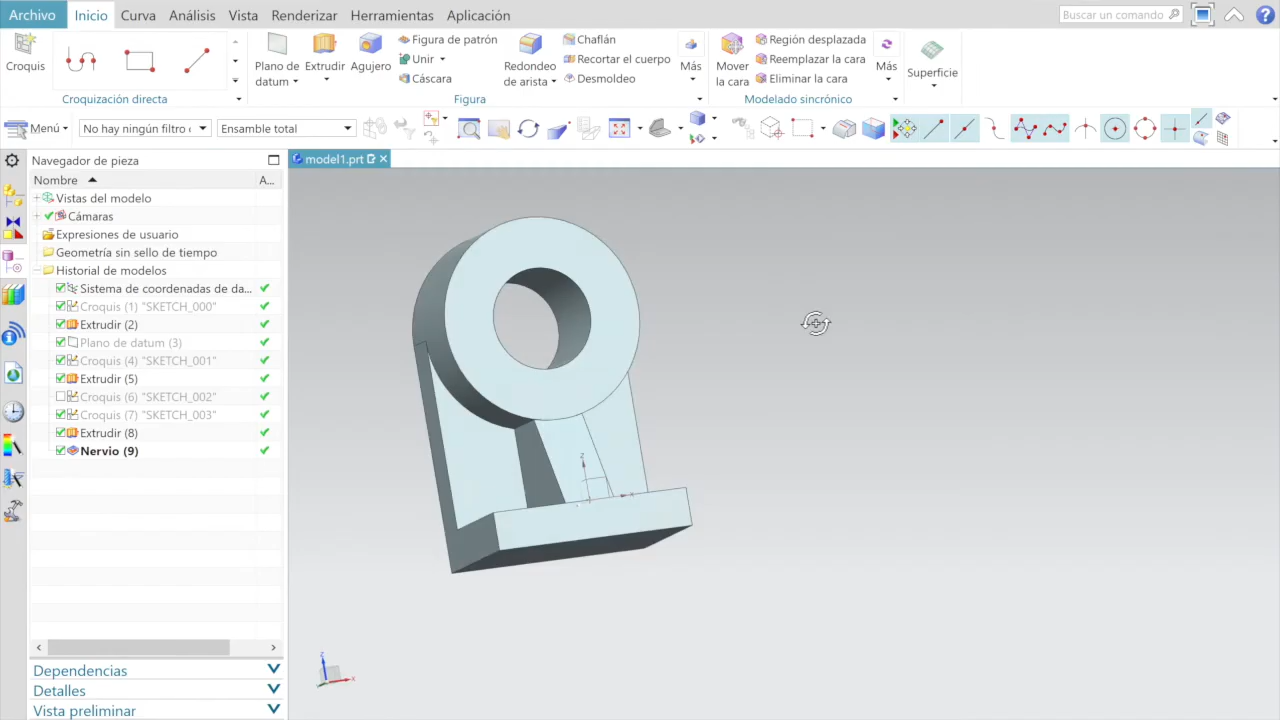 Archivo Inicio Curva Análisis Vista Renderizar Herramientas Aplicación
Buscar un comando
Croquis
Croquización directa
Plano de datum
Extrudir
Agujero
Figura de patrón
Unir
Cáscara
Redondeo de arista
Chaflán
Recortar el cuerpo
Desmoldeo
Más
Figura
Mover la cara
Región desplazada
Reemplazar la cara
Eliminar la cara
Más
Modelado sincrónico
Superficie
Menú
No hay ningún filtro
Ensamble total
Navegador de pieza
model1.prt
Nombre A...
Vistas del modelo
Cámaras
Expresiones de usuario
Geometría sin sello de tiempo
Historial de modelos
Sistema de coordenadas de da...
Croquis (1) "SKETCH_000"
Extrudir (2)
Plano de datum (3)
Croquis (4) "SKETCH_001"
Extrudir (5)
Croquis (6) "SKETCH_002"
Croquis (7) "SKETCH_003"
Extrudir (8)
Nervio (9)
Z
X
Z
X
Dependencias
Detalles
Vista preliminar